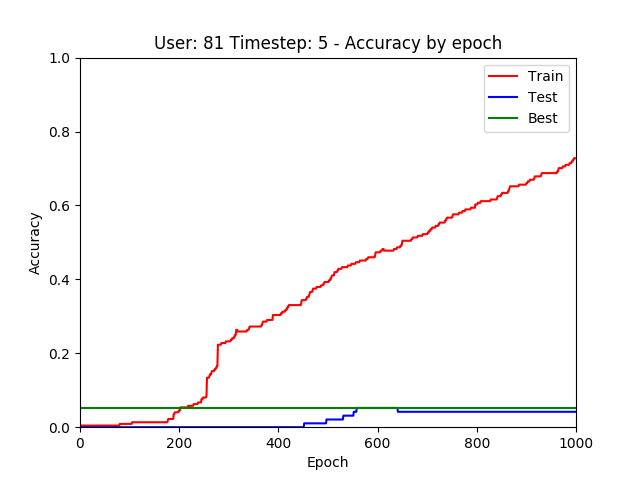 User: 81 Timestep: 5 - Accuracy by epoch
1.0
0.8
0.6
0.4
0.2
0.0
Accuracy
Train
Test
Best
0 200 400 600 800 1000
Epoch